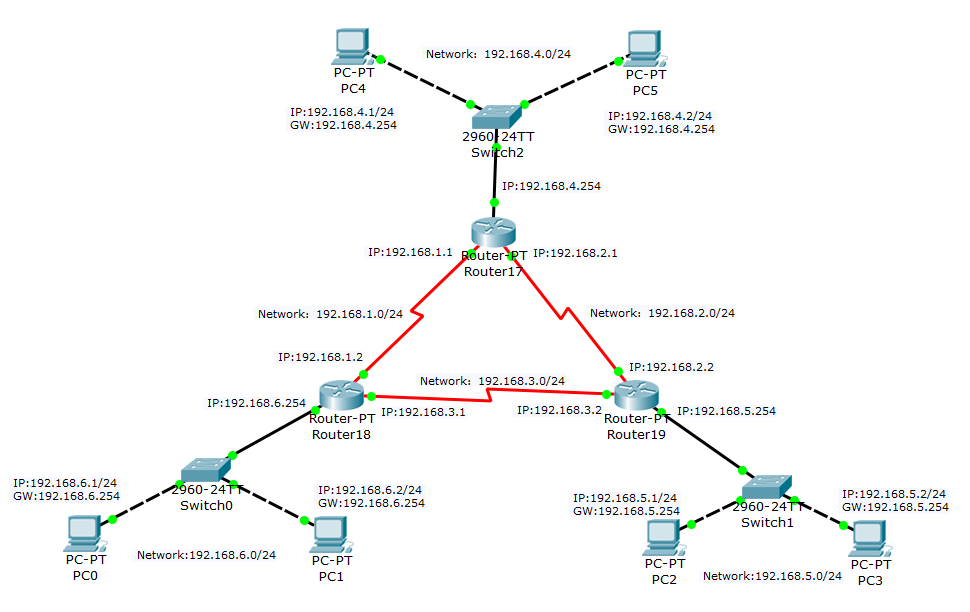 PC-PT
PC4
Network: 192.168.4.0/24
PC-PT
PC5
IP:192.168.4.1/24
GW:192.168.4.254
IP:192.168.4.2/24
GW:192.168.4.254
2960-24TT
Switch2
IP:192.168.4.254
IP:192.168.1.1
Router-PT
Router17
IP:192.168.2.1
Network: 192.168.1.0/24
Network: 192.168.2.0/24
IP:192.168.1.2
IP:192.168.2.2
Network: 192.168.3.0/24
IP:192.168.6.254
Router-PT
Router18
IP:192.168.3.1
IP:192.168.3.2
Router-PT
Router19
IP:192.168.5.254
IP:192.168.6.1/24
GW:192.168.6.254
2960-24TT
Switch0
IP:192.168.6.2/24
GW:192.168.6.254
IP:192.168.5.1/24
GW:192.168.5.254
2960-24TT
Switch1
IP:192.168.5.2/24
GW:192.168.5.254
PC-PT
PC0
Network:192.168.6.0/24
PC-PT
PC1
PC-PT
PC2
Network:192.168.5.0/24
PC-PT
PC3